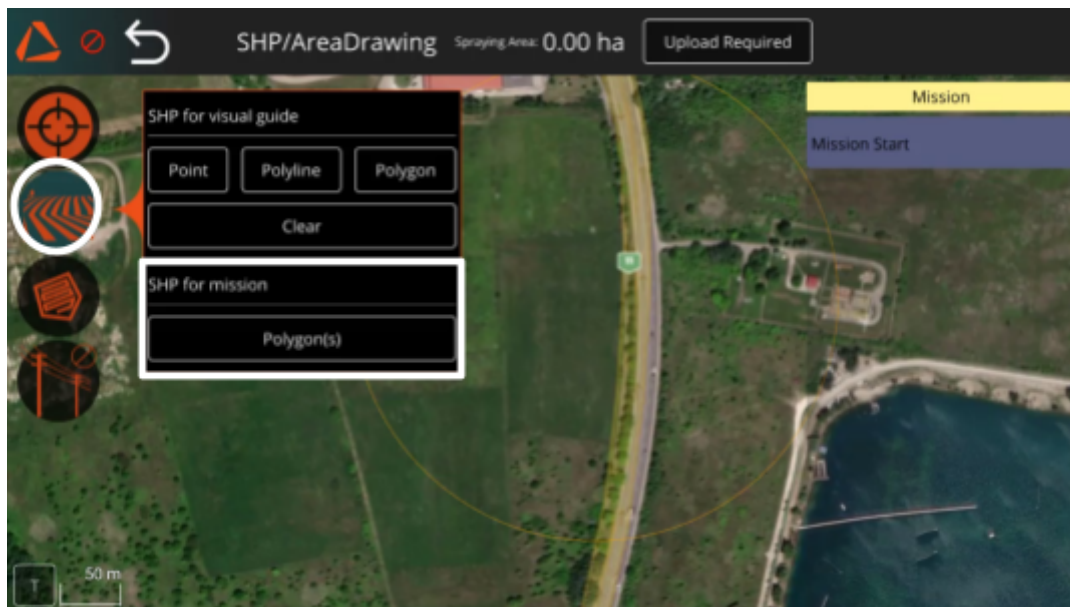 SHP/AreaDrawing Spraying Area: 0.00 ha Upload Required
SHP for visual guide
Point Polyline Polygon
Clear
SHP for mission
Polygon(s)
Mission
Mission Start
T 50 m